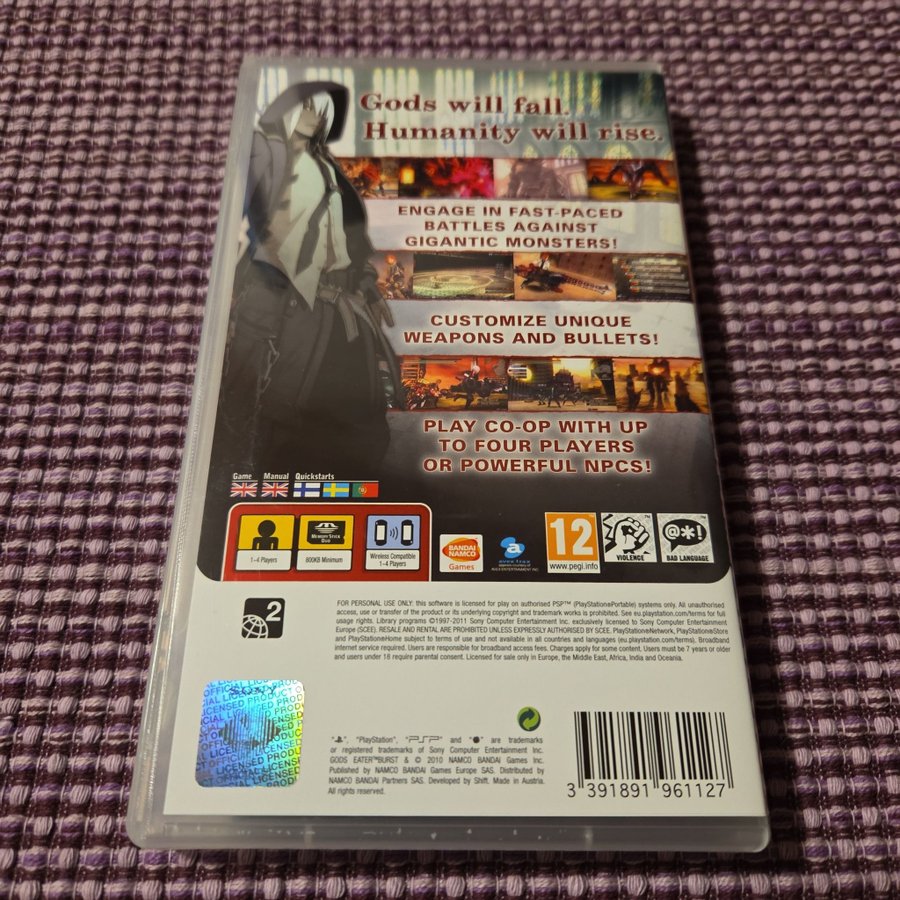 Gods will fall.
Humanity will rise.
ENGAGE IN FAST-PACED
BATTLES AGAINST
GIGANTIC MONSTERS!
CUSTOMIZE UNIQUE
WEAPONS AND BULLETS!
PLAY CO-OP WITH UP
TO FOUR PLAYERS
OR POWERFUL NPCS!
Game Manual Quickstarts
MEMORY STICK
DUO
1-4 Players
800KB Minimum
Wireless Compatible
1-4 Players
BANDAI
NAMCO
Games
12
www.pegi.info
VIOLENCE
@*!
BAD LANGUAGE
2
FOR PERSONAL USE ONLY: this software is licensed for play on authorised PSP™ (PlayStation®Portable) systems only. All unauthorised
access, use or transfer of the product or its underlying copyright and trademark works is prohibited. See eu.playstation.com/terms for full
usage rights. Library programs ©1997-2011 Sony Computer Entertainment Inc. exclusively licensed to Sony Computer Entertainment
Europe (SCEE). RESALE AND RENTAL ARE PROHIBITED UNLESS EXPRESSLY AUTHORISED BY SCEE. PlayStation®Network, PlayStation®Store
and PlayStation®Home subject to terms of use and not available in all countries and languages (eu.playstation.com/terms). Broadband
internet service required. Users are responsible for broadband access fees. Charges apply for some content. Users must be 7 years or older
and users under 18 require parental consent. Licensed for sale only in Europe, the Middle East, Africa, India and Oceania.
SONY
OFFICIAL LICENSED PRODUCT
"PlayStation", "PSP" and " " are trademarks
or registered trademarks of Sony Computer Entertainment Inc.
GODS EATER™BURST & © 2010 NAMCO BANDAI Games Inc.
Published by NAMCO BANDAI Games Europe SAS. Distributed by
NAMCO BANDAI Partners SAS. Developed by Shift. Made in Austria.
All rights reserved.
3 391891 961127